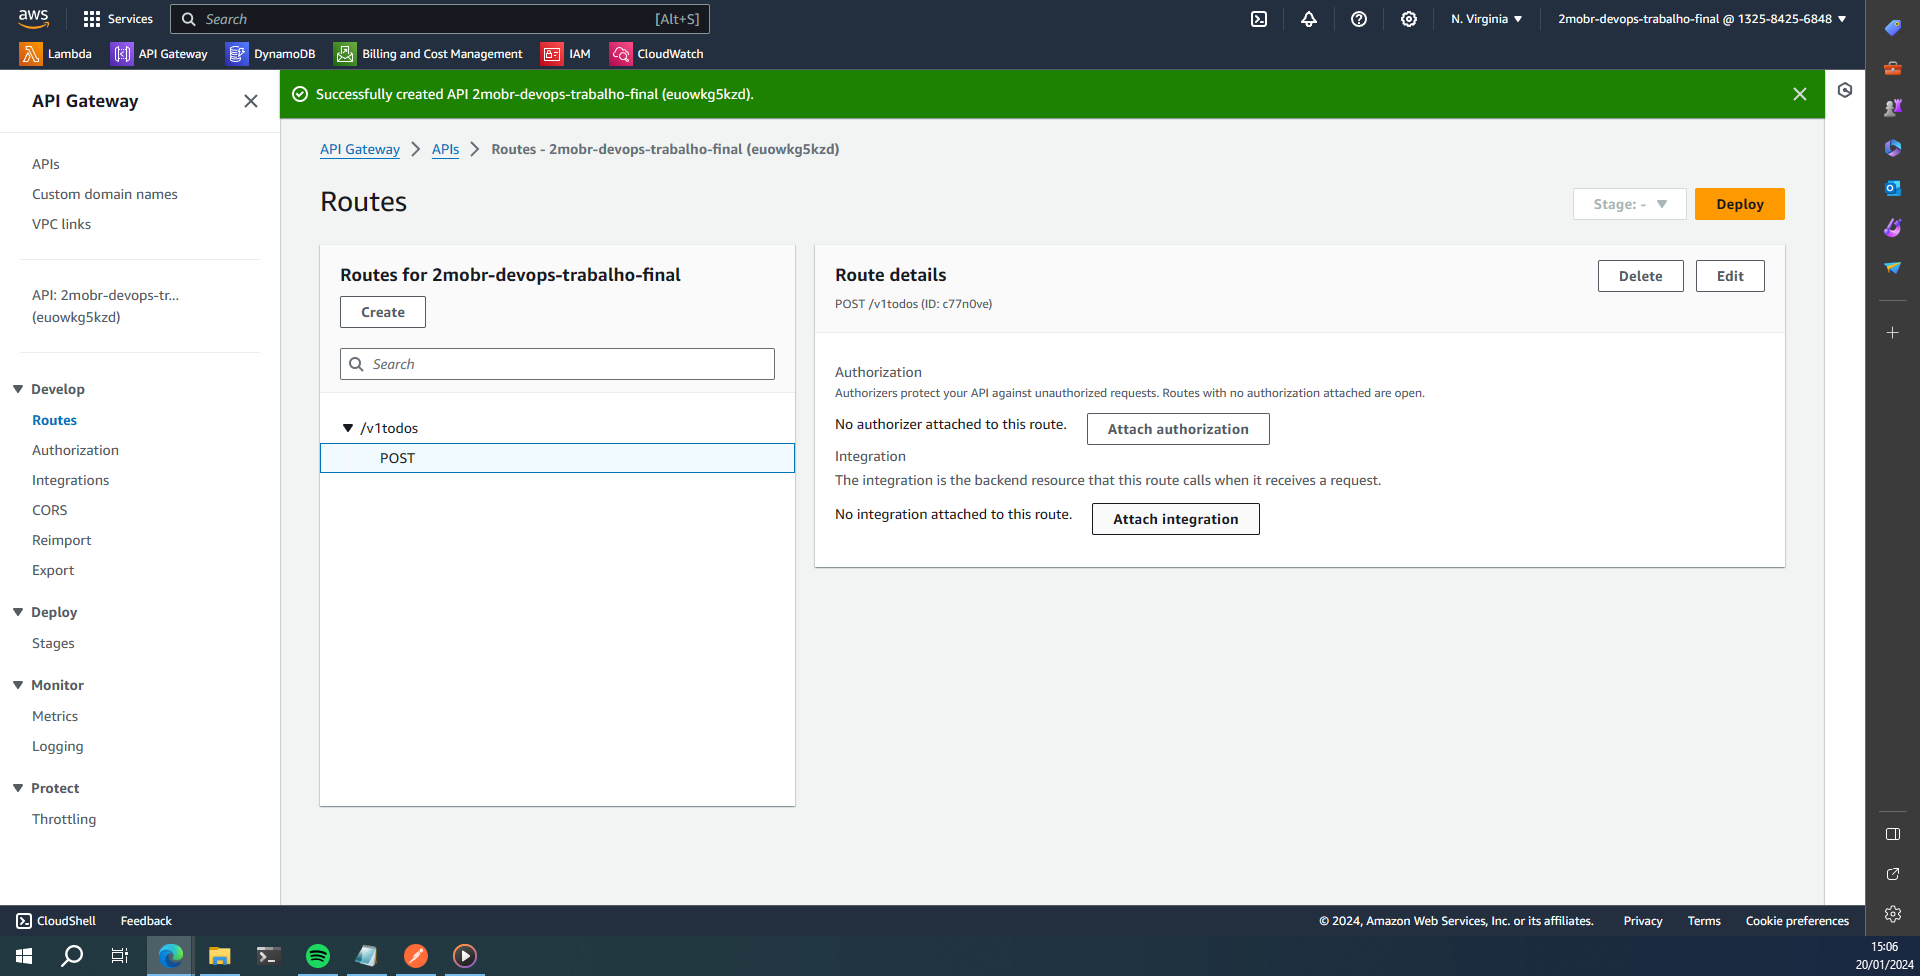 aws
Services
Search
[Alt+S]
N. Virginia
2mobr-devops-trabalho-final @ 1325-8425-6848
Lambda
API Gateway
DynamoDB
Billing and Cost Management
IAM
CloudWatch
API Gateway
APIs
Custom domain names
VPC links
API: 2mobr-devops-tr...
(euowkg5kzd)
Develop
Routes
Authorization
Integrations
CORS
Reimport
Export
Deploy
Stages
Monitor
Metrics
Logging
Protect
Throttling
Successfully created API 2mobr-devops-trabalho-final (euowkg5kzd).
API Gateway
APIs
Routes - 2mobr-devops-trabalho-final (euowkg5kzd)
Routes
Stage: -
Deploy
Routes for 2mobr-devops-trabalho-final
Create
Search
/v1todos
POST
Route details
Delete
Edit
POST /v1todos (ID: c77n0ve)
Authorization
Authorizers protect your API against unauthorized requests. Routes with no authorization attached are open.
No authorizer attached to this route.
Attach authorization
Integration
The integration is the backend resource that this route calls when it receives a request.
No integration attached to this route.
Attach integration
CloudShell
Feedback
© 2024, Amazon Web Services, Inc. or its affiliates.
Privacy
Terms
Cookie preferences
15:06
20/01/2024